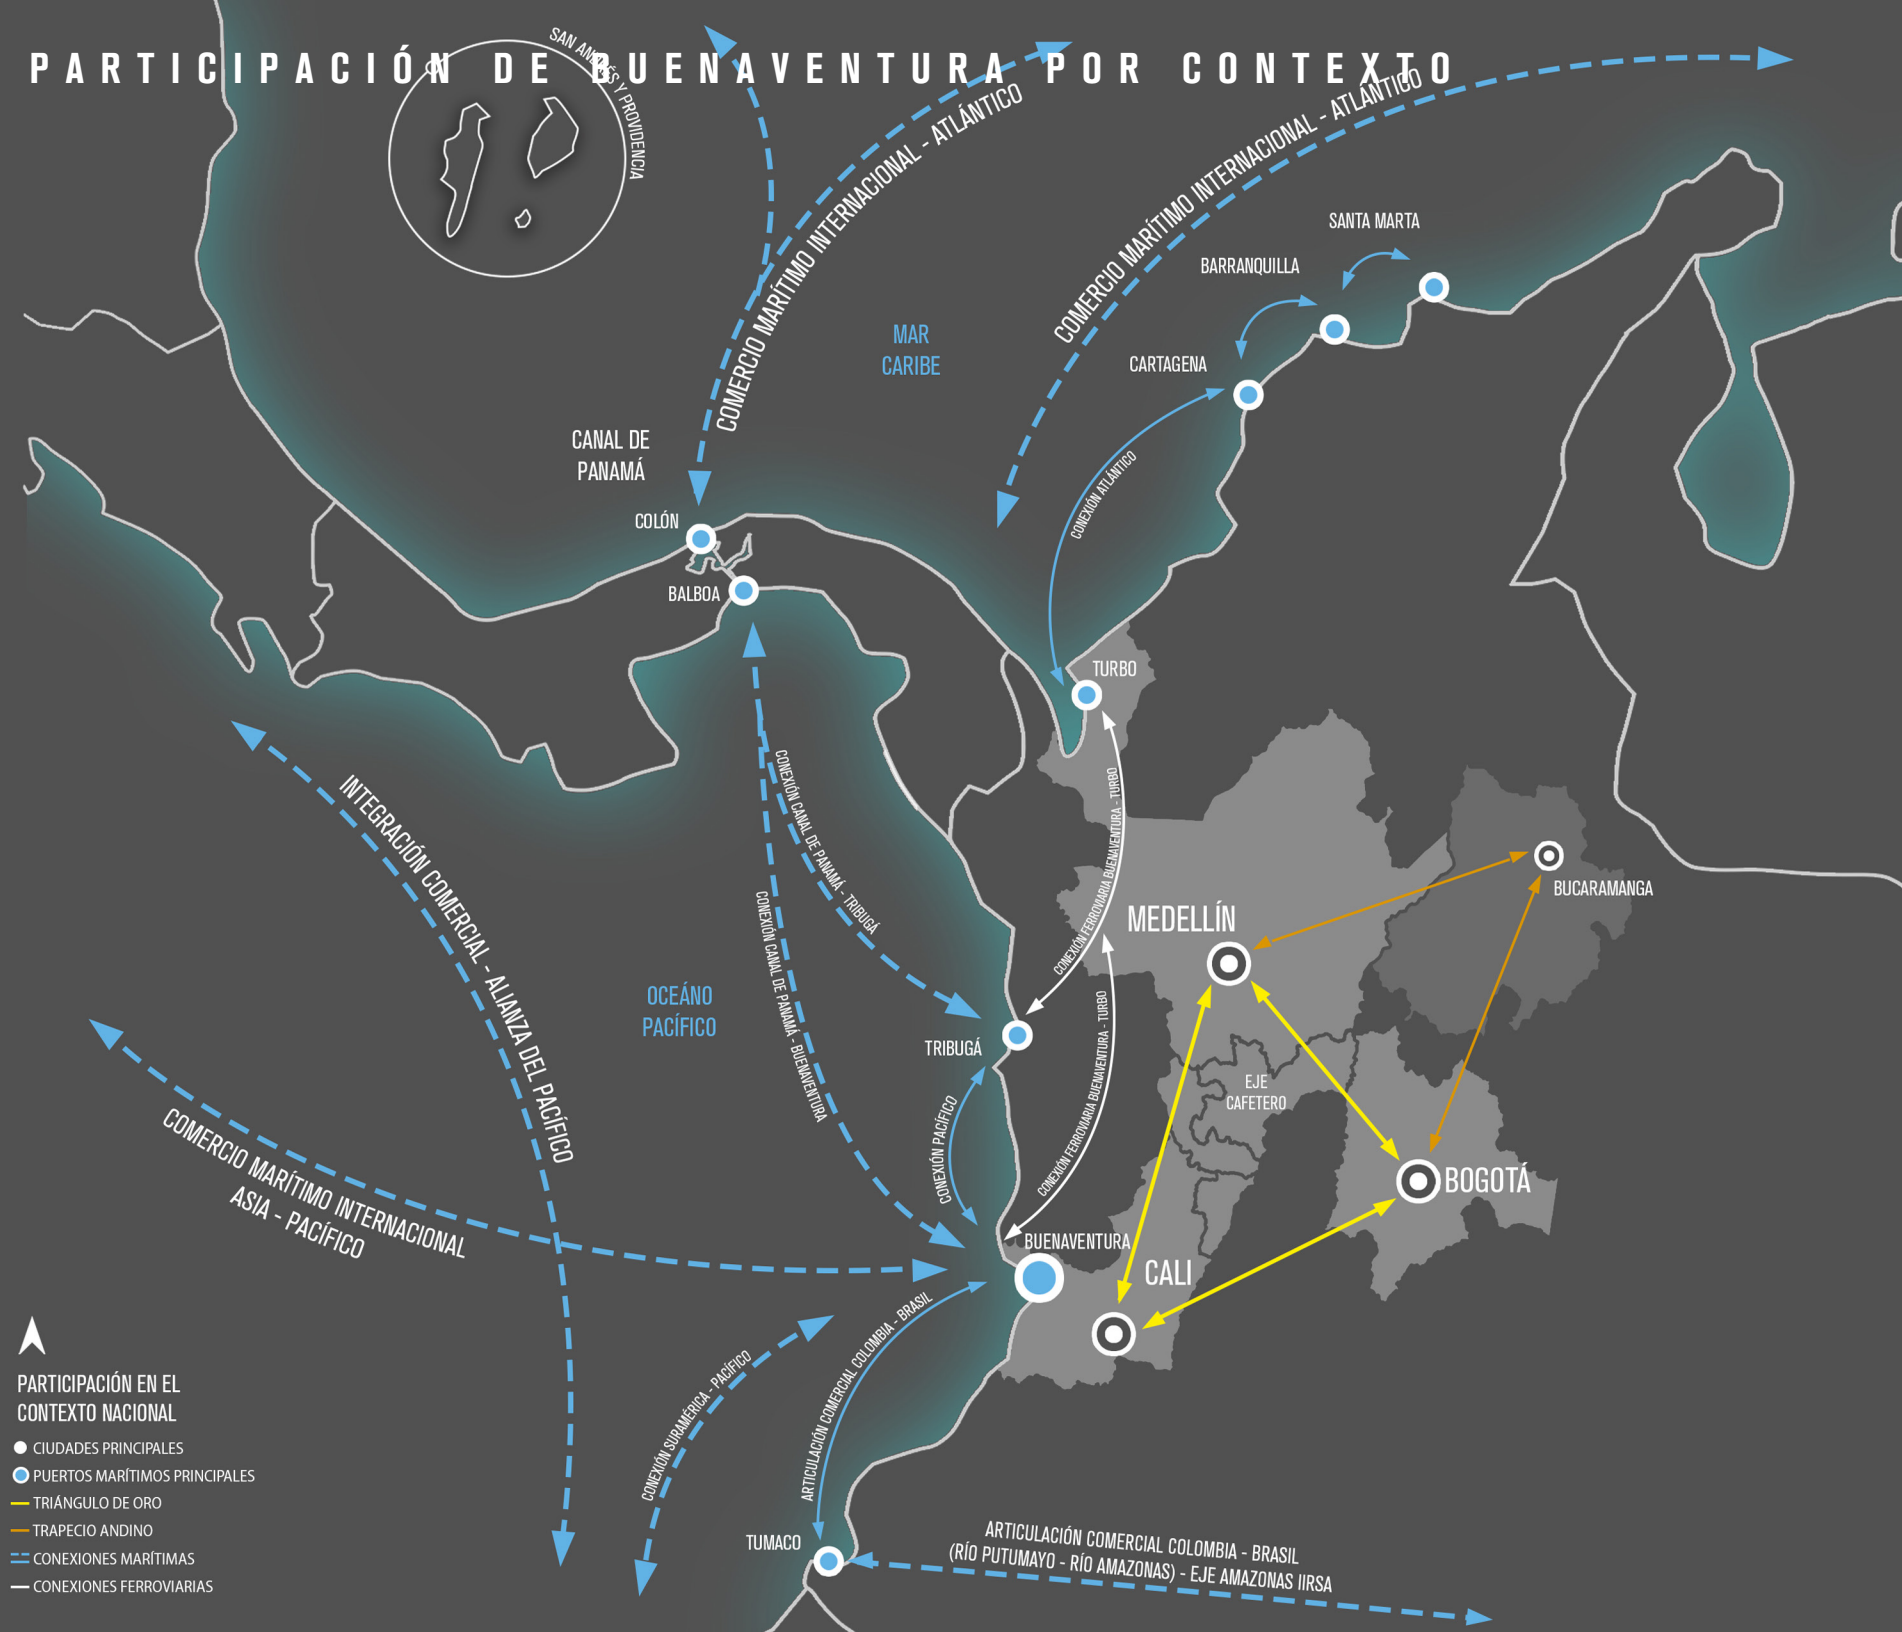 PARTICIPACIÓN DE BUENAVENTURA POR CONTEXTO
SAN ANDRÉS Y PROVIDENCIA
COMERCIO MARÍTIMO INTERNACIONAL - ATLÁNTICO
COMERCIO MARÍTIMO INTERNACIONAL - ATLÁNTICO
SANTA MARTA
BARRANQUILLA
CARTAGENA
MAR
CARIBE
CANAL DE
PANAMÁ
COLÓN
BALBOA
CONEXIÓN ATLÁNTICO
TURBO
INTEGRACIÓN COMERCIAL - ALIANZA DEL PACÍFICO
CONEXIÓN CANAL DE PANAMÁ - TRIBUGÁ
CONEXIÓN CANAL DE PANAMÁ - BUENAVENTURA
CONEXIÓN FERROVIARIA BUENAVENTURA - TURBO
CONEXIÓN FERROVIARIA BUENAVENTURA - TURBO
BUCARAMANGA
MEDELLÍN
OCEÁNO
PACÍFICO
TRIBUGÁ
EJE
CAFETERO
CONEXIÓN PACÍFICO
COMERCIO MARÍTIMO INTERNACIONAL
ASIA - PACÍFICO
BOGOTÁ
BUENAVENTURA
CALI
ARTICULACIÓN COMERCIAL COLOMBIA - BRASIL
CONEXIÓN SURAMÉRICA - PACÍFICO
TUMACO
ARTICULACIÓN COMERCIAL COLOMBIA - BRASIL
(RÍO PUTUMAYO - RÍO AMAZONAS) - EJE AMAZONAS IIRSA
PARTICIPACIÓN EN EL
CONTEXTO NACIONAL
CIUDADES PRINCIPALES
PUERTOS MARÍTIMOS PRINCIPALES
TRIÁNGULO DE ORO
TRAPECIO ANDINO
CONEXIONES MARÍTIMAS
CONEXIONES FERROVIARIAS